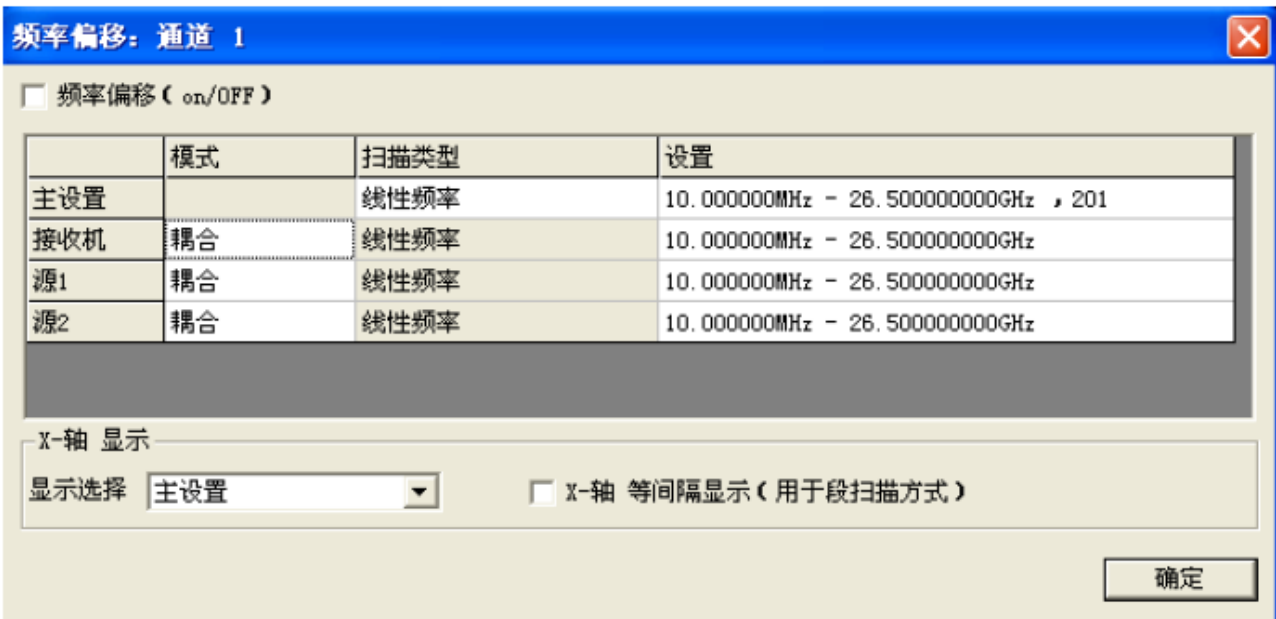 频率偏移: 通道 1
频率偏移( on/OFF )
模式 扫描类型 设置
主设置 线性频率 10.000000MHz - 26.500000000GHz ,201
接收机 耦合 线性频率 10.000000MHz - 26.500000000GHz
源1 耦合 线性频率 10.000000MHz - 26.500000000GHz
源2 耦合 线性频率 10.000000MHz - 26.500000000GHz
X-轴 显示
显示选择 主设置 X-轴 等间隔显示( 用于段扫描方式 )
确定